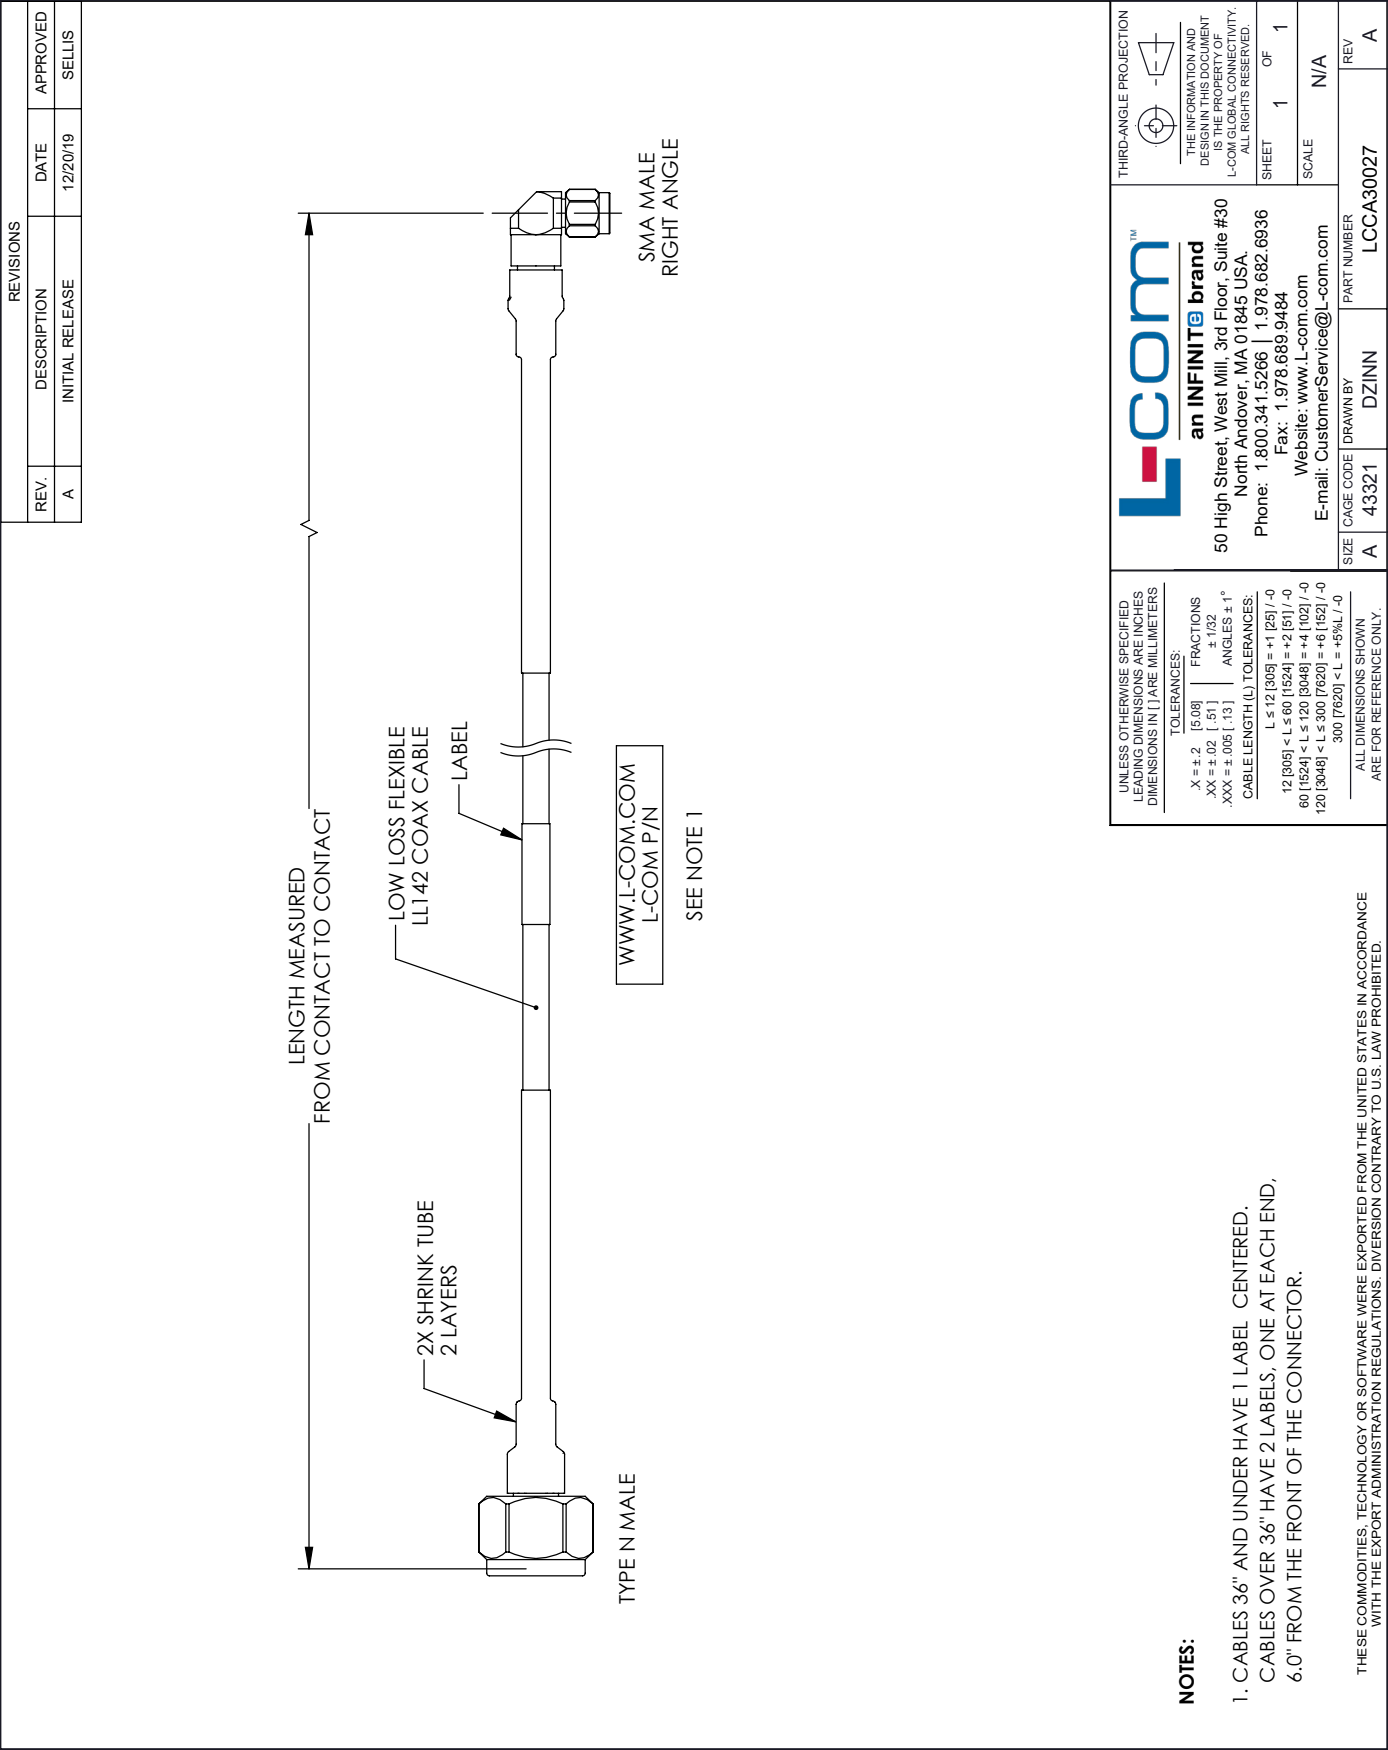 REVISIONS
REV. DESCRIPTION DATE APPROVED
A INITIAL RELEASE 12/20/19 SELLIS
LENGTH MEASURED
FROM CONTACT TO CONTACT
LOW LOSS FLEXIBLE
LL142 COAX CABLE
LABEL
2X SHRINK TUBE
2 LAYERS
TYPE N MALE
SMA MALE
RIGHT ANGLE
WWW.L-COM.COM
L-COM P/N
SEE NOTE 1
NOTES:
1. CABLES 36" AND UNDER HAVE 1 LABEL CENTERED.
CABLES OVER 36" HAVE 2 LABELS, ONE AT EACH END,
6.0" FROM THE FRONT OF THE CONNECTOR.
THESE COMMODITIES, TECHNOLOGY OR SOFTWARE WERE EXPORTED FROM THE UNITED STATES IN ACCORDANCE
WITH THE EXPORT ADMINISTRATION REGULATIONS. DIVERSION CONTRARY TO U.S. LAW PROHIBITED.
UNLESS OTHERWISE SPECIFIED
LEADING DIMENSIONS ARE INCHES
DIMENSIONS IN [ ] ARE MILLIMETERS
TOLERANCES:
.X = ±.2 [5.08] FRACTIONS
.XX = ±.02 [ .51 ] ± 1/32
.XXX = ± .005 [ .13 ] ANGLES ± 1°
CABLE LENGTH (L) TOLERANCES:
L ≤ 12 [305] = +1 [25] / -0
12 [305] < L ≤ 60 [1524] = +2 [51] / -0
60 [1524] < L ≤ 120 [3048] = +4 [102] / -0
120 [3048] < L ≤ 300 [7620] = +6 [152] / -0
300 [7620] < L = +5%L / -0
ALL DIMENSIONS SHOWN
ARE FOR REFERENCE ONLY.
L-com™
an INFINITe brand
50 High Street, West Mill, 3rd Floor, Suite #30
North Andover, MA 01845 USA.
Phone: 1.800.341.5266 | 1.978.682.6936
Fax: 1.978.689.9484
Website: www.L-com.com
E-mail: CustomerService@L-com.com
THIRD-ANGLE PROJECTION
THE INFORMATION AND
DESIGN IN THIS DOCUMENT
IS THE PROPERTY OF
L-COM GLOBAL CONNECTIVITY.
ALL RIGHTS RESERVED.
SHEET 1 OF 1
SCALE N/A
SIZE CAGE CODE DRAWN BY PART NUMBER REV
A 43321 DZINN LCCA30027 A